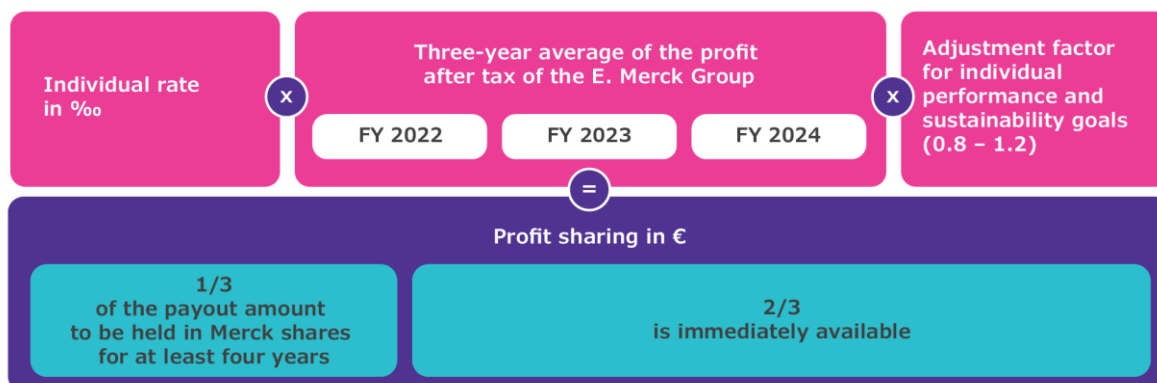 Individual rate
in ‰
x
Three-year average of the profit
after tax of the E. Merck Group
FY 2022
FY 2023
FY 2024
x
Adjustment factor
for individual
performance and
sustainability goals
(0.8 – 1.2)
=
Profit sharing in €
1/3
of the payout amount
to be held in Merck shares
for at least four years
2/3
is immediately available